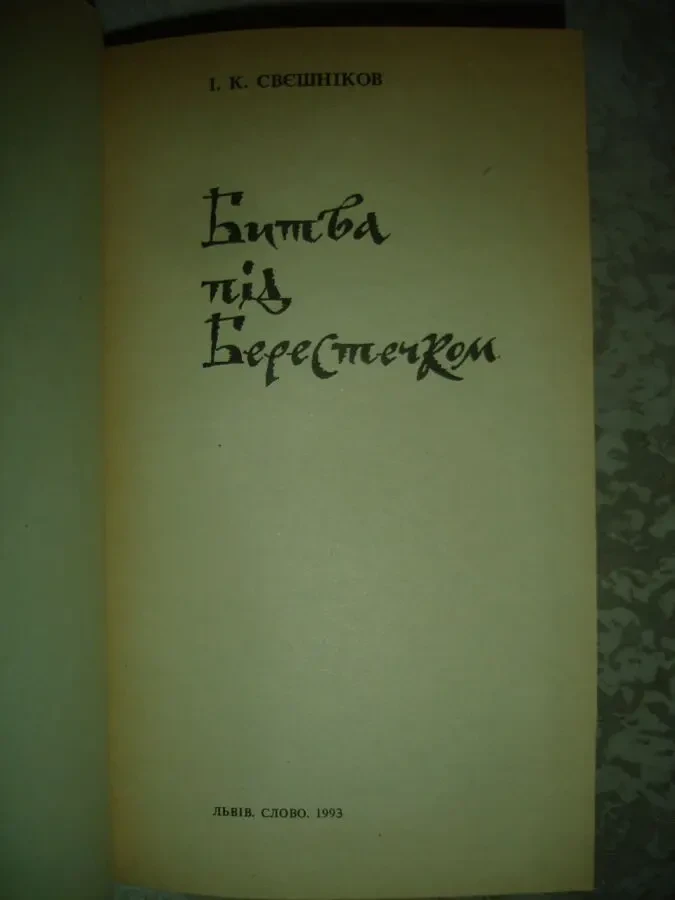 І. К. СВЄШНІКОВ
Битва
під
Берестечком
ЛЬВІВ. СЛОВО. 1993